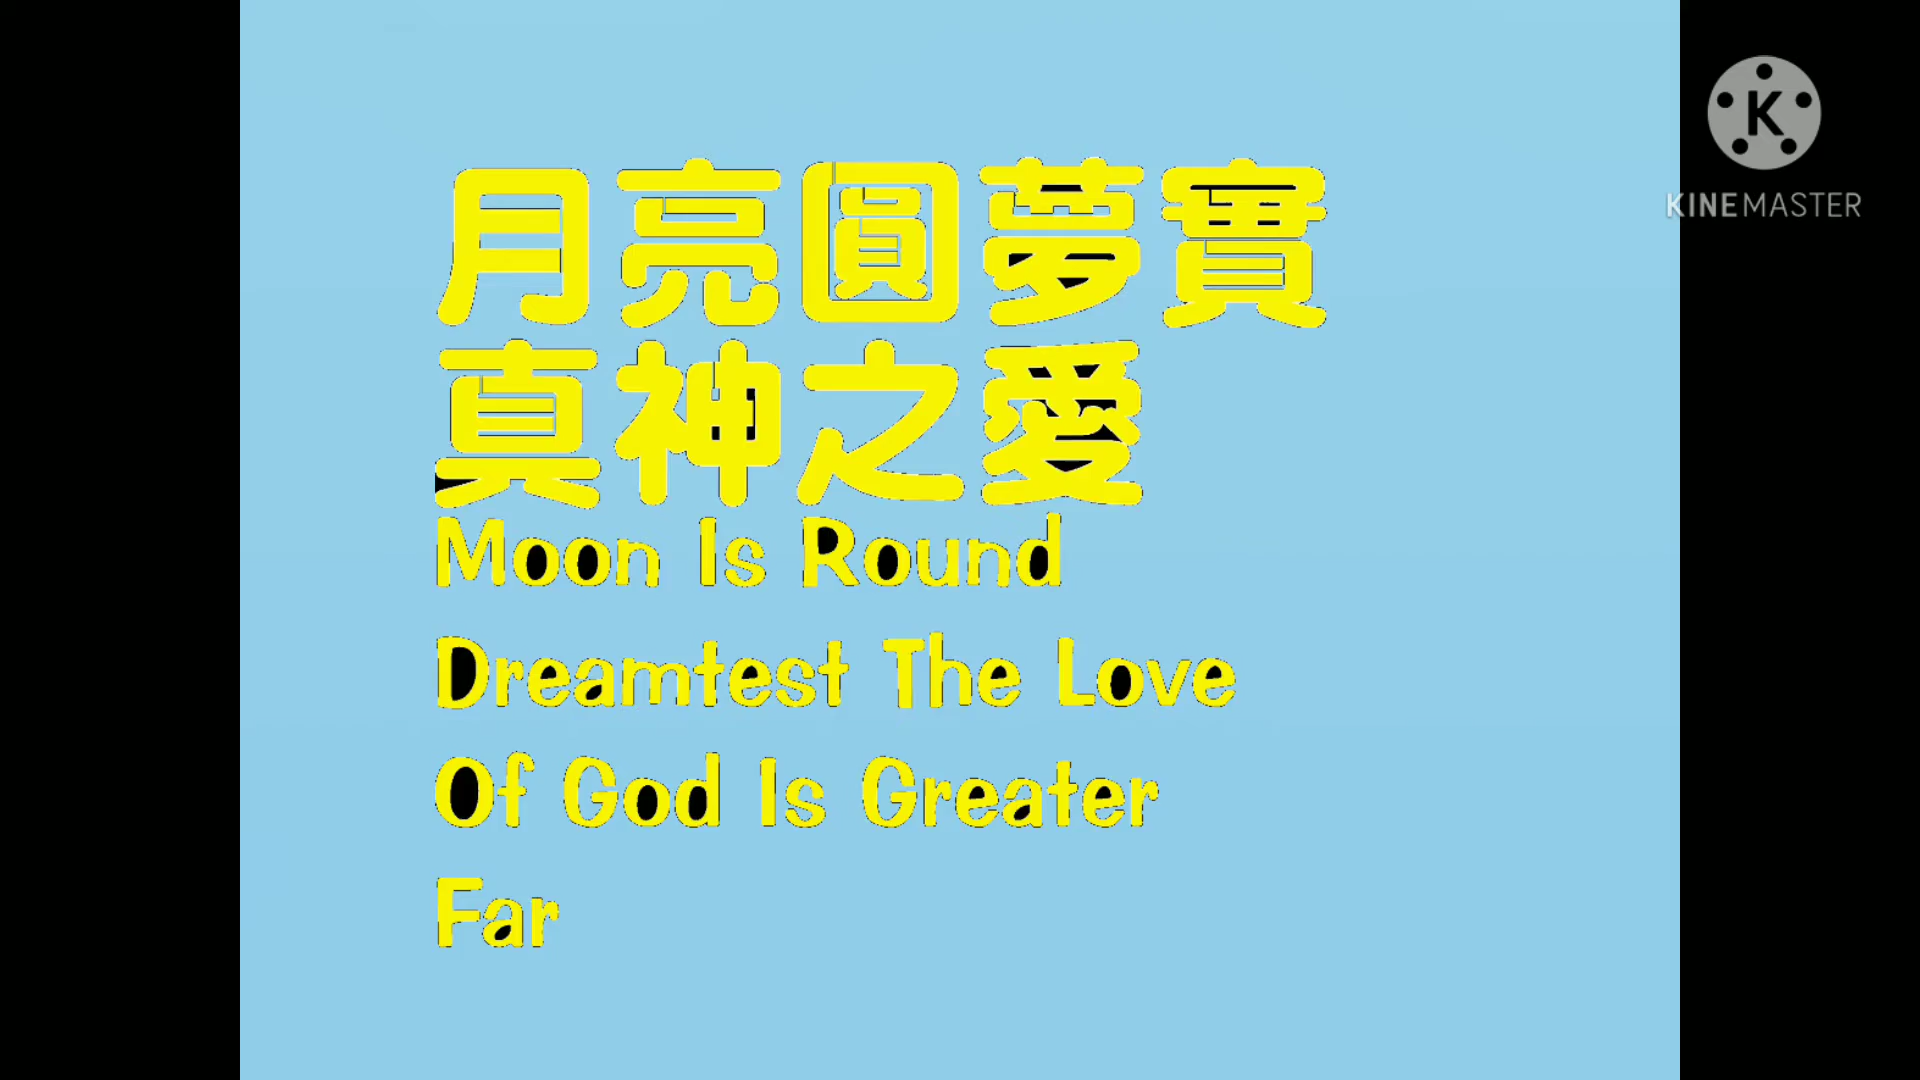 月亮圓夢實
真神之愛
Moon Is Round
Dreamtest The Love
Of God Is Greater
Far
K
KINEMASTER